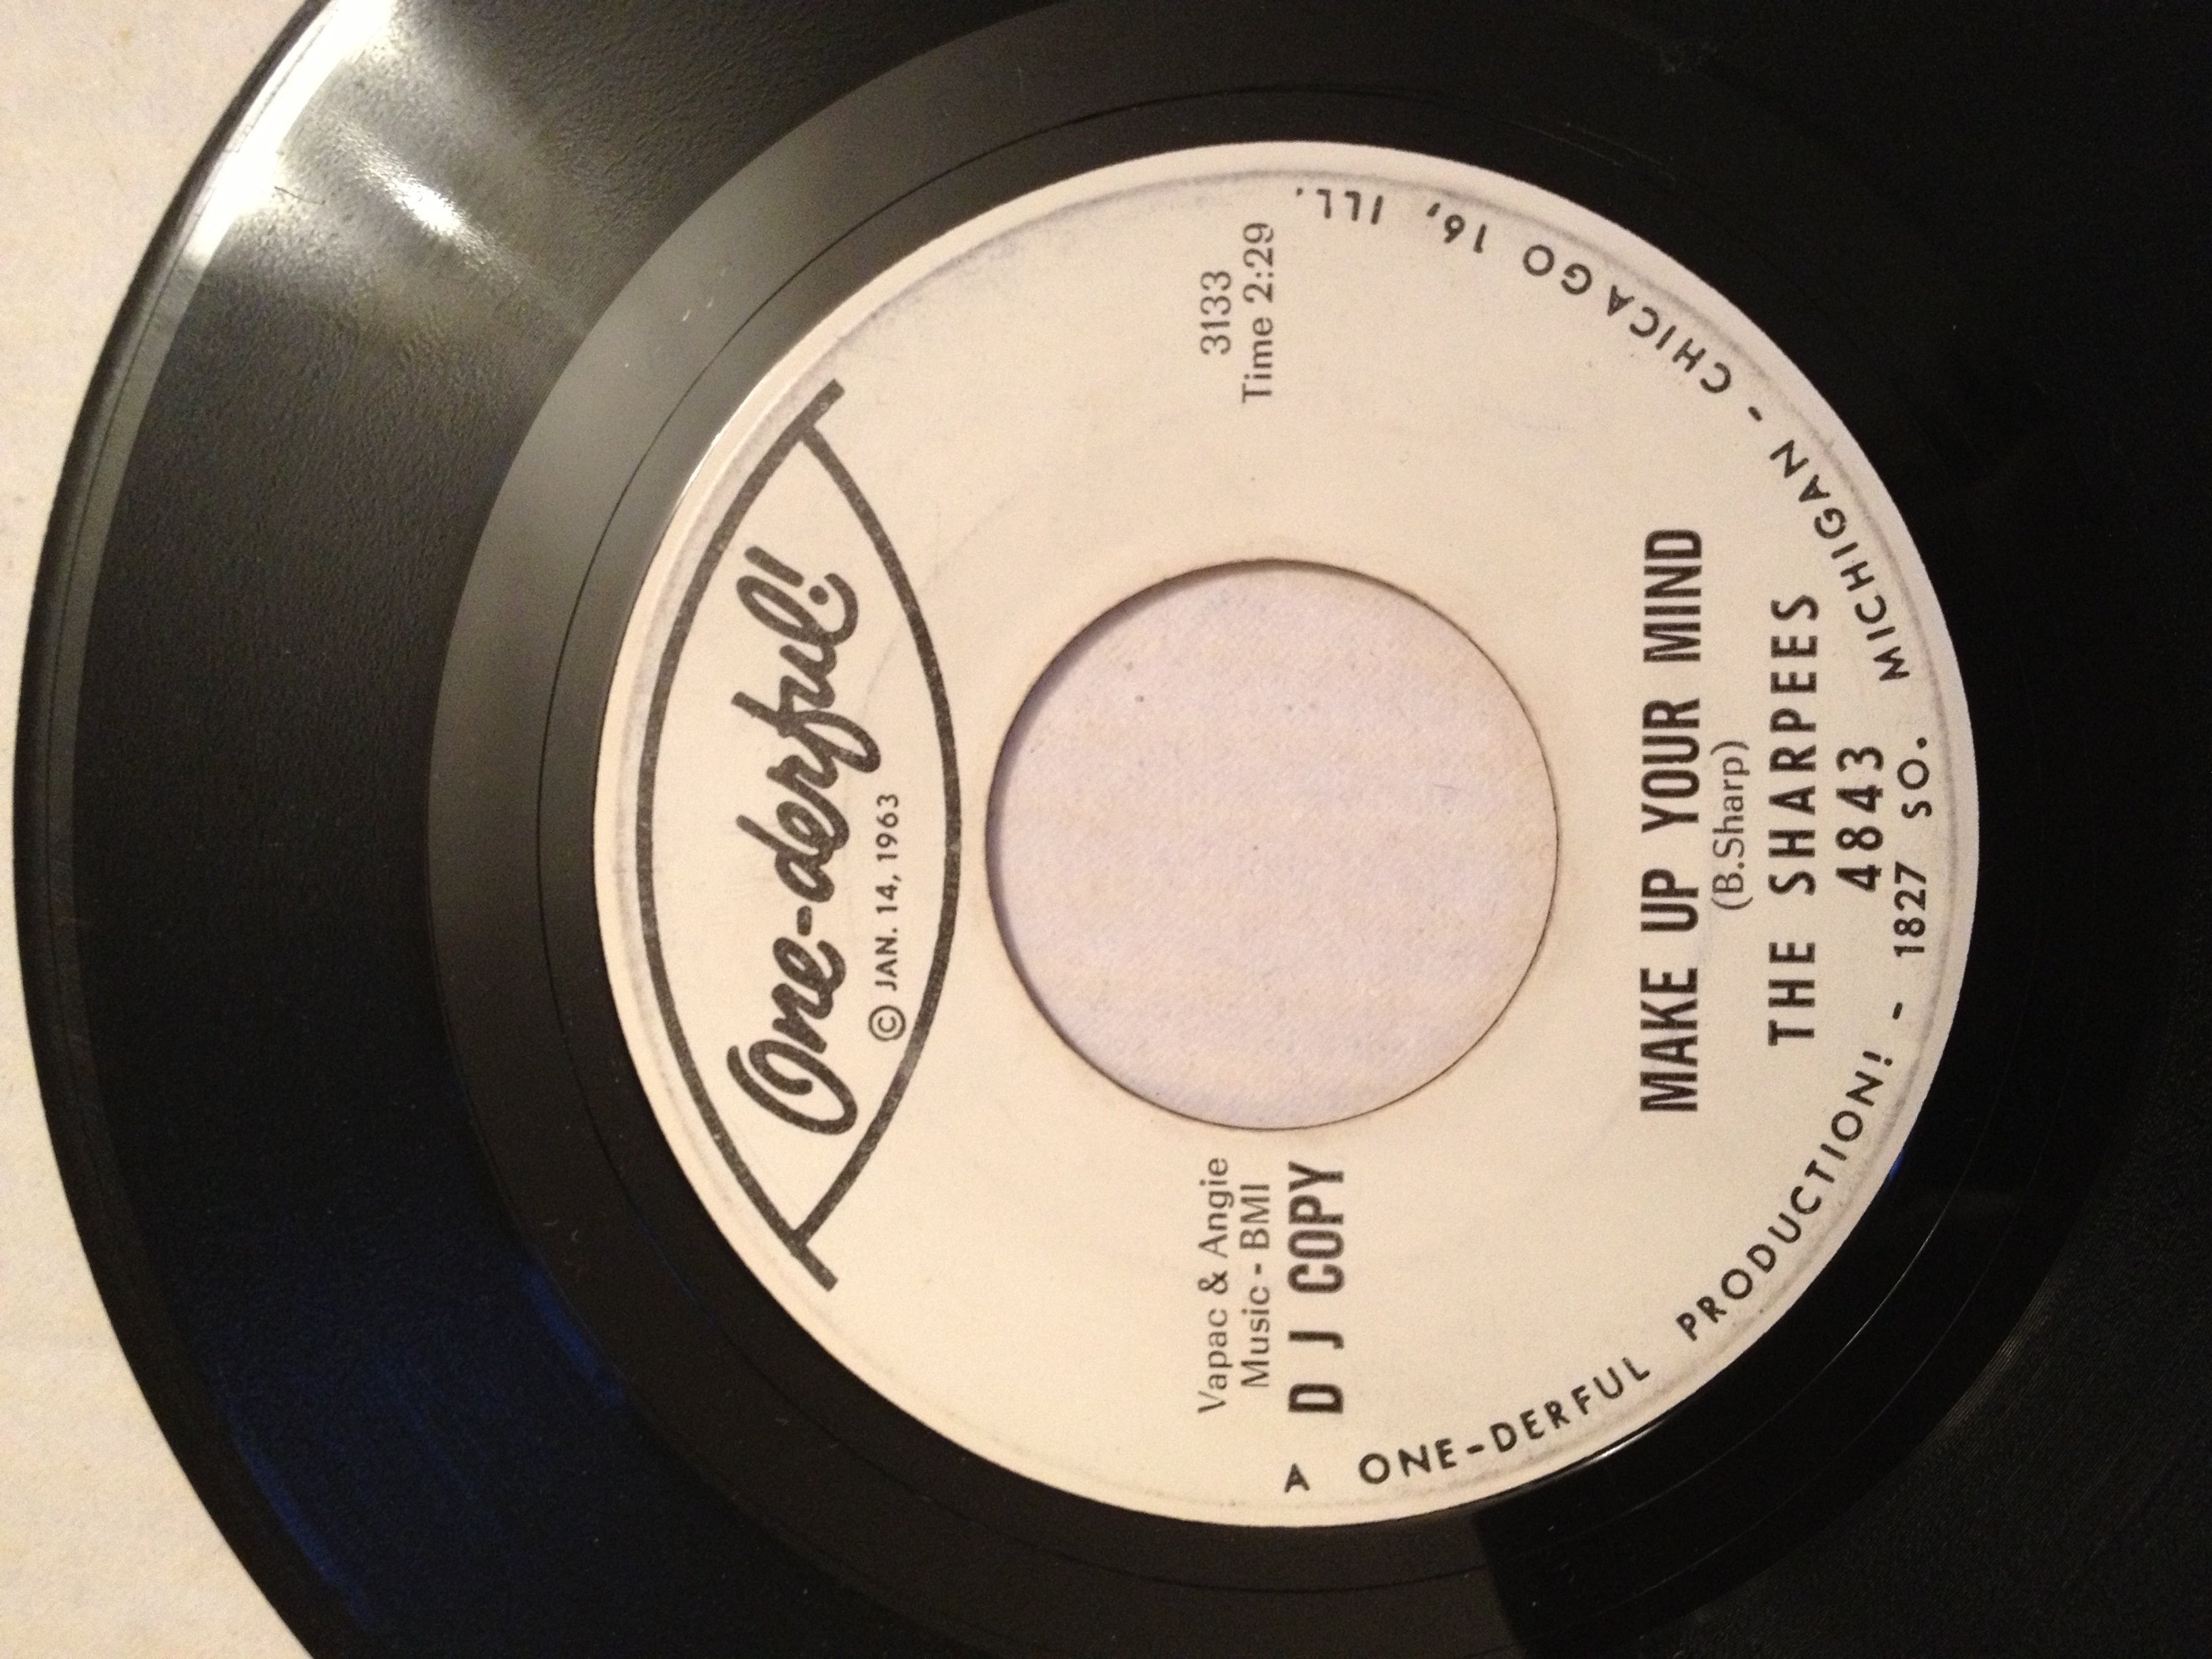 One-derful!
© JAN. 14, 1963
Vapac & Angie
Music - BMI
D J COPY
3133
Time 2:29
MAKE UP YOUR MIND
(B.Sharp)
THE SHARPEES
4843
A ONE-DERFUL PRODUCTION! - 1827 SO. MICHIGAN - CHICAGO 16, ILL.